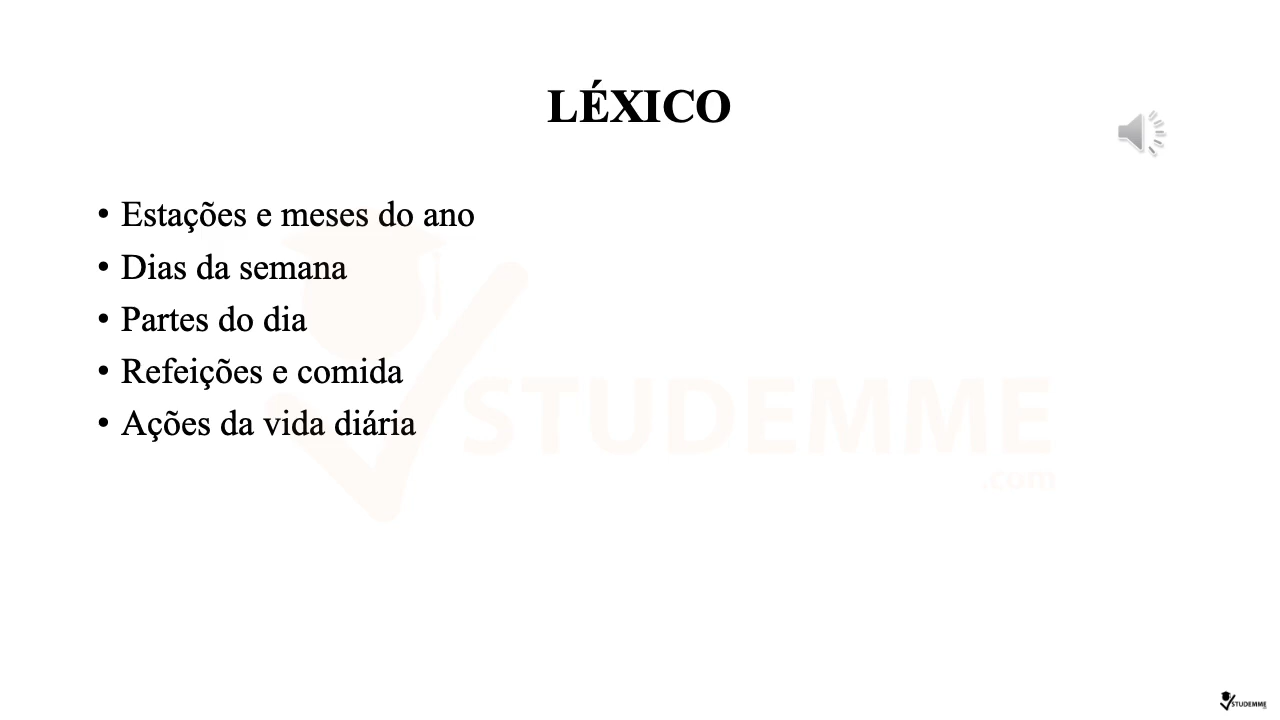 LÉXICO
• Estações e meses do ano
• Dias da semana
• Partes do dia
• Refeições e comida
• Ações da vida diária
STUDEMME
.com
STUDEMME